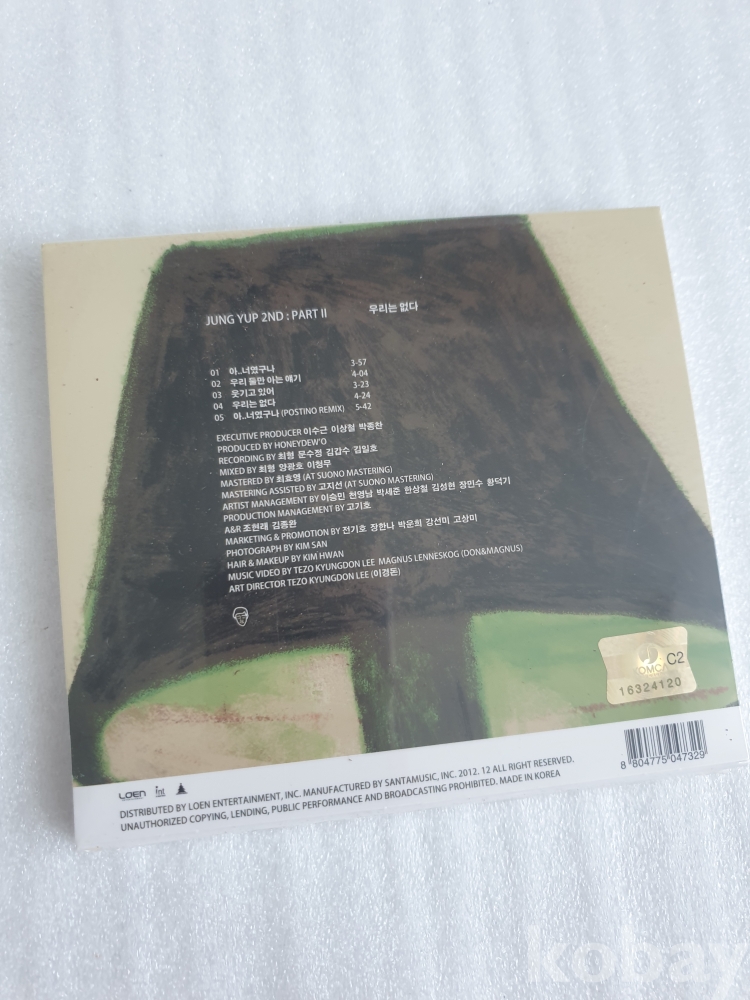 JUNG YUP 2ND : PART II 우리는 없다
01 아..너였구나 3-57
02 우리 둘만 아는 얘기 4-04
03 웃기고 있어 3-23
04 우리는 없다 4-24
05 아..너였구나 (POSTINO REMIX) 5-42
EXECUTIVE PRODUCER 이수근 이상철 박종찬
PRODUCED BY HONEYDEW'O
RECORDING BY 최형 문수정 김갑수 김일호
MIXED BY 최형 양광호 이형무
MASTERED BY 최효영 (AT SUONO MASTERING)
MASTERING ASSISTED BY 고지선 (AT SUONO MASTERING)
ARTIST MANAGEMENT BY 이승민 천영남 박세준 한상철 김성현 장민수 황덕기
PRODUCTION MANAGEMENT BY 고기호
A&R 조현래 김종완
MARKETING & PROMOTION BY 전기호 장한나 박운희 강선미 고상미
PHOTOGRAPH BY KIM SAN
HAIR & MAKEUP BY KIM HWAN
MUSIC VIDEO BY TEZO KYUNGDON LEE MAGNUS LENNESKOG (DON&MAGNUS)
ART DIRECTOR TEZO KYUNGDON LEE (이경돈)
C2
16324120
LOEN
DISTRIBUTED BY LOEN ENTERTAINMENT, INC. MANUFACTURED BY SANTAMUSIC, INC. 2012. 12 ALL RIGHT RESERVED.
UNAUTHORIZED COPYING, LENDING, PUBLIC PERFORMANCE AND BROADCASTING PROHIBITED. MADE IN KOREA
8 804775 047329
kobay